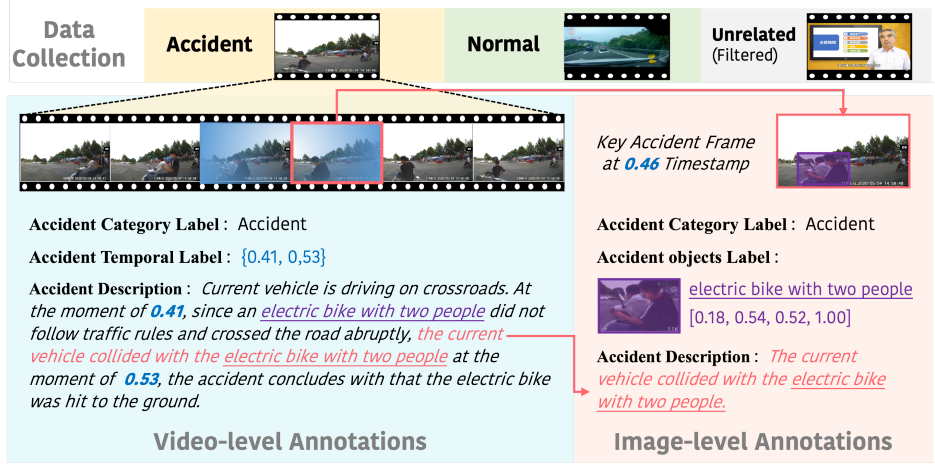 Data
Collection
Accident
Normal
Unrelated
(Filtered)
Key Accident Frame
at 0.46 Timestamp
Accident Category Label : Accident
Accident Temporal Label : {0.41, 0,53}
Accident Description : Current vehicle is driving on crossroads. At
the moment of 0.41, since an electric bike with two people did not
follow traffic rules and crossed the road abruptly, the current
vehicle collided with the electric bike with two people at the
moment of 0.53, the accident concludes with that the electric bike
was hit to the ground.
Video-level Annotations
Accident Category Label : Accident
Accident objects Label :
electric bike with two people
[0.18, 0.54, 0.52, 1.00]
Accident Description : The current
vehicle collided with the electric bike
with two people.
Image-level Annotations